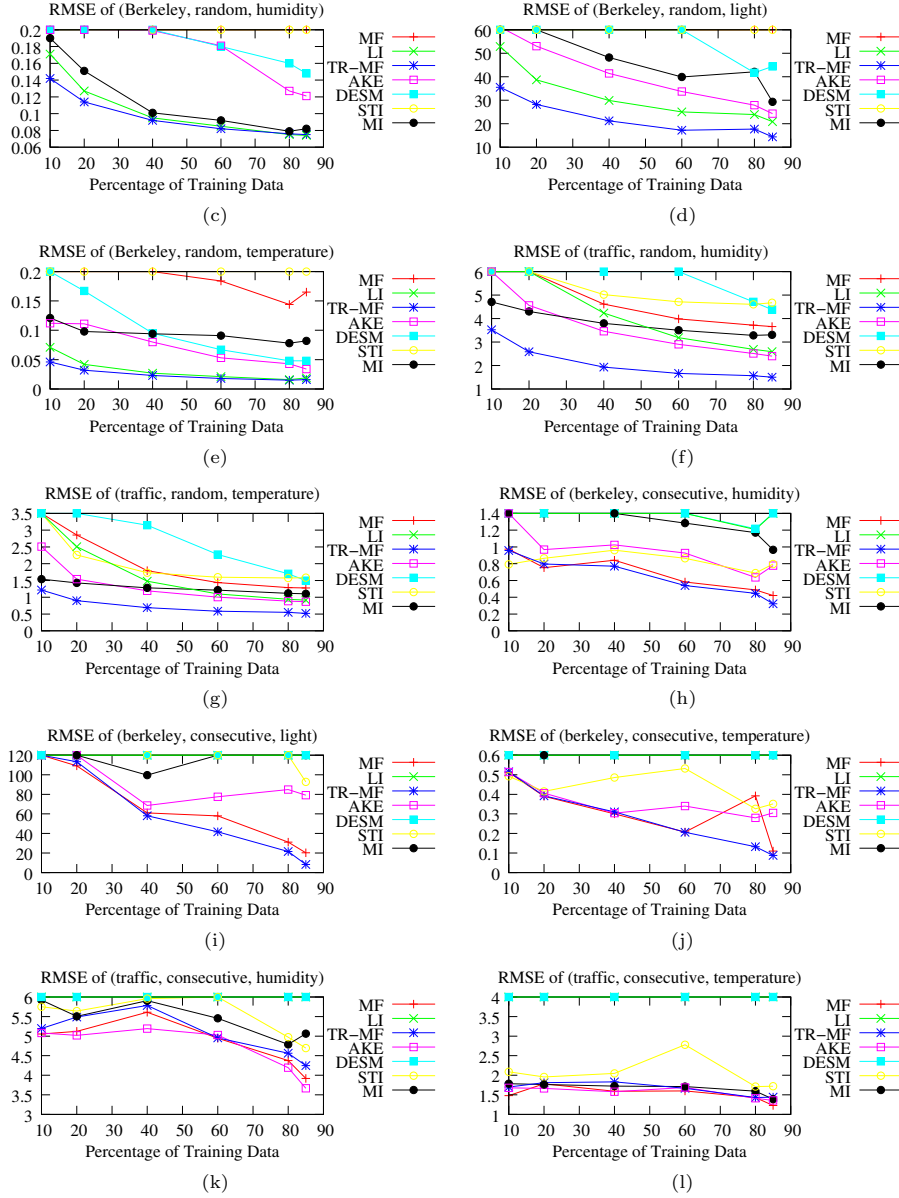 RMSE of (Berkeley, random, humidity)
0.2
0.18
0.16
0.14
0.12
0.1
0.08
0.06
10 20 30 40 50 60 70 80 90
Percentage of Training Data
MF
LI
TR-MF
AKE
DESM
STI
MI
(c)
RMSE of (Berkeley, random, light)
60
50
40
30
20
10
10 20 30 40 50 60 70 80 90
Percentage of Training Data
MF
LI
TR-MF
AKE
DESM
STI
MI
(d)
RMSE of (Berkeley, random, temperature)
0.2
0.15
0.1
0.05
0
10 20 30 40 50 60 70 80 90
Percentage of Training Data
MF
LI
TR-MF
AKE
DESM
STI
MI
(e)
RMSE of (traffic, random, humidity)
6
5
4
3
2
1
10 20 30 40 50 60 70 80 90
Percentage of Training Data
MF
LI
TR-MF
AKE
DESM
STI
MI
(f)
RMSE of (traffic, random, temperature)
3.5
3
2.5
2
1.5
1
0.5
0
10 20 30 40 50 60 70 80 90
Percentage of Training Data
MF
LI
TR-MF
AKE
DESM
STI
MI
(g)
RMSE of (berkeley, consecutive, humidity)
1.4
1.2
1
0.8
0.6
0.4
0.2
0
10 20 30 40 50 60 70 80 90
Percentage of Training Data
MF
LI
TR-MF
AKE
DESM
STI
MI
(h)
RMSE of (berkeley, consecutive, light)
120
100
80
60
40
20
0
10 20 30 40 50 60 70 80 90
Percentage of Training Data
MF
LI
TR-MF
AKE
DESM
STI
MI
(i)
RMSE of (berkeley, consecutive, temperature)
0.6
0.5
0.4
0.3
0.2
0.1
0
10 20 30 40 50 60 70 80 90
Percentage of Training Data
MF
LI
TR-MF
AKE
DESM
STI
MI
(j)
RMSE of (traffic, consecutive, humidity)
6
5.5
5
4.5
4
3.5
3
10 20 30 40 50 60 70 80 90
Percentage of Training Data
MF
LI
TR-MF
AKE
DESM
STI
MI
(k)
RMSE of (traffic, consecutive, temperature)
4
3.5
3
2.5
2
1.5
1
10 20 30 40 50 60 70 80 90
Percentage of Training Data
MF
LI
TR-MF
AKE
DESM
STI
MI
(l)